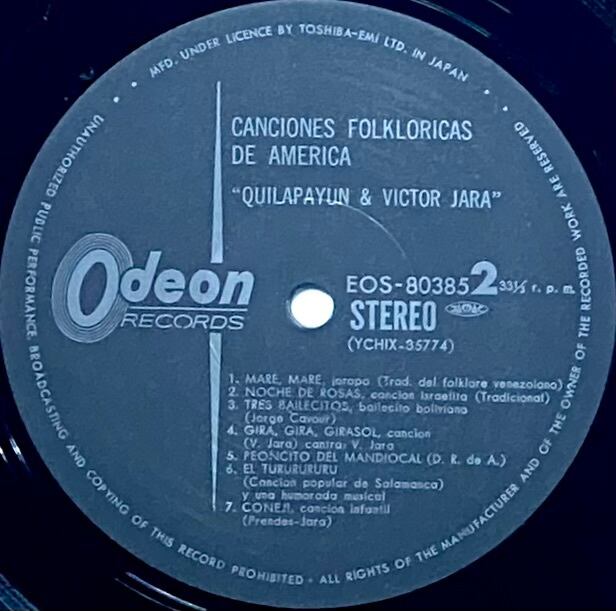 MFD. UNDER LICENCE BY TOSHIBA-EMI LTD. IN JAPAN
UNAUTHORIZED PUBLIC PERFORMANCE BROADCASTING AND COPYING OF THIS RECORD PROHIBITED • ALL RIGHTS OF THE MANUFACTURER AND OF THE OWNER OF THE RECORDED WORK ARE RESERVED
CANCIONES FOLKLORICAS
DE AMERICA
"QUILAPAYUN & VICTOR JARA"
Odeon
RECORDS
EOS-80385 2 33⅓ r. p. m.
STEREO
(YCHIX-35774)
1. MARE, MARE, joropo (Trad. del folklore venezolano)
2. NOCHE DE ROSAS, cancion israelita (Tradicional)
3. TRES BAILECITOS, bailecito boliviano
(Jorge Cavour)
4. GIRA, GIRA, GIRASOL, cancion
(V. Jara) canta: V. Jara
5. PEONCITO DEL MANDIOCAL (D. R. de A.)
6. EL TURURURURU
(Cancion popular de Salamanca)
y una humorada musical
7. CONEJI, cancion infantil
(Prendes-Jara)